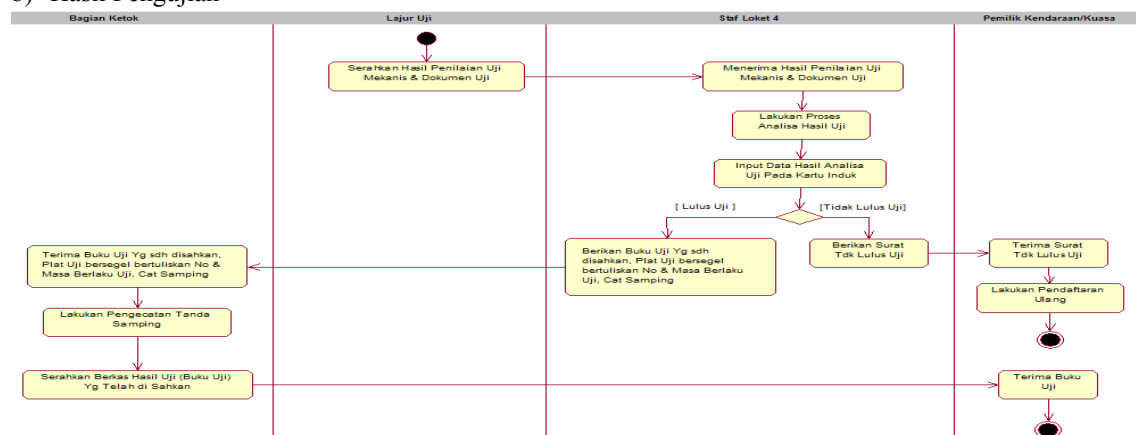 b) Hasil Pengujian
Bagian Ketok
Lajur Uji
Staf Loket 4
Pemilik Kendaraan/Kuasa
Serahkan Hasil Penilaian Uji
Mekanis & Dokumen Uji
Menerima Hasil Penilaian Uji
Mekanis & Dokumen Uji
Lakukan Proses
Analisa Hasil Uji
Input Data Hasil Analisa
Uji Pada Kartu Induk
[ Lulus Uji ]
[Tidak Lulus Uji]
Terima Buku Uji Yg sdh disahkan,
Plat Uji bersegel bertuliskan No &
Masa Berlaku Uji, Cat Samping
Berikan Buku Uji Yg sdh
disahkan, Plat Uji bersegel
bertuliskan No & Masa Berlaku
Uji, Cat Samping
Berikan Surat
Tdk Lulus Uji
Terima Surat
Tdk Lulus Uji
Lakukan Pendaftaran
Ulang
Lakukan Pengecatan Tanda
Samping
Serahkan Berkas Hasil Uji (Buku Uji)
Yg Telah di Sahkan
Terima Buku
Uji